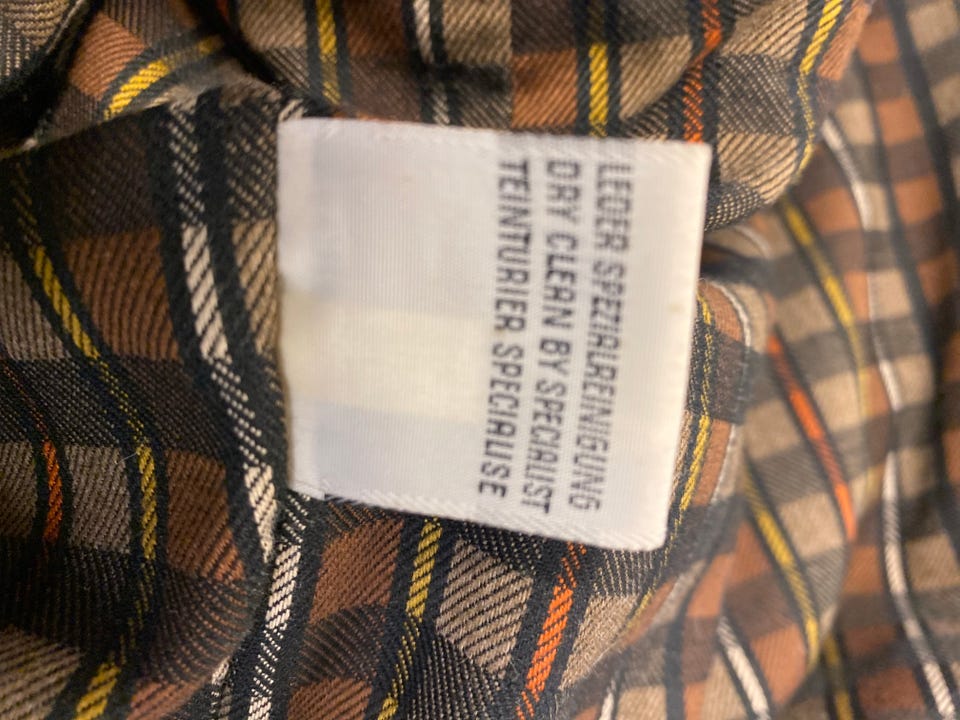 LEDER SPEZIALREINIGUNG
DRY CLEAN BY SPECIALIST
TEINTURIER SPECIALISE